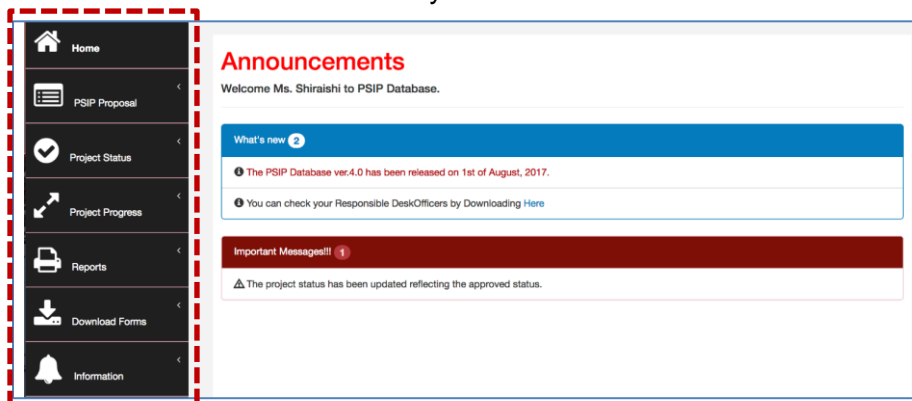 Home
PSIP Proposal
Project Status
Project Progress
Reports
Download Forms
Information
Announcements
Welcome Ms. Shiraishi to PSIP Database.
What's new 2
The PSIP Database ver.4.0 has been released on 1st of August, 2017.
You can check your Responsible DeskOfficers by Downloading Here
Important Messages!!! 1
The project status has been updated reflecting the approved status.